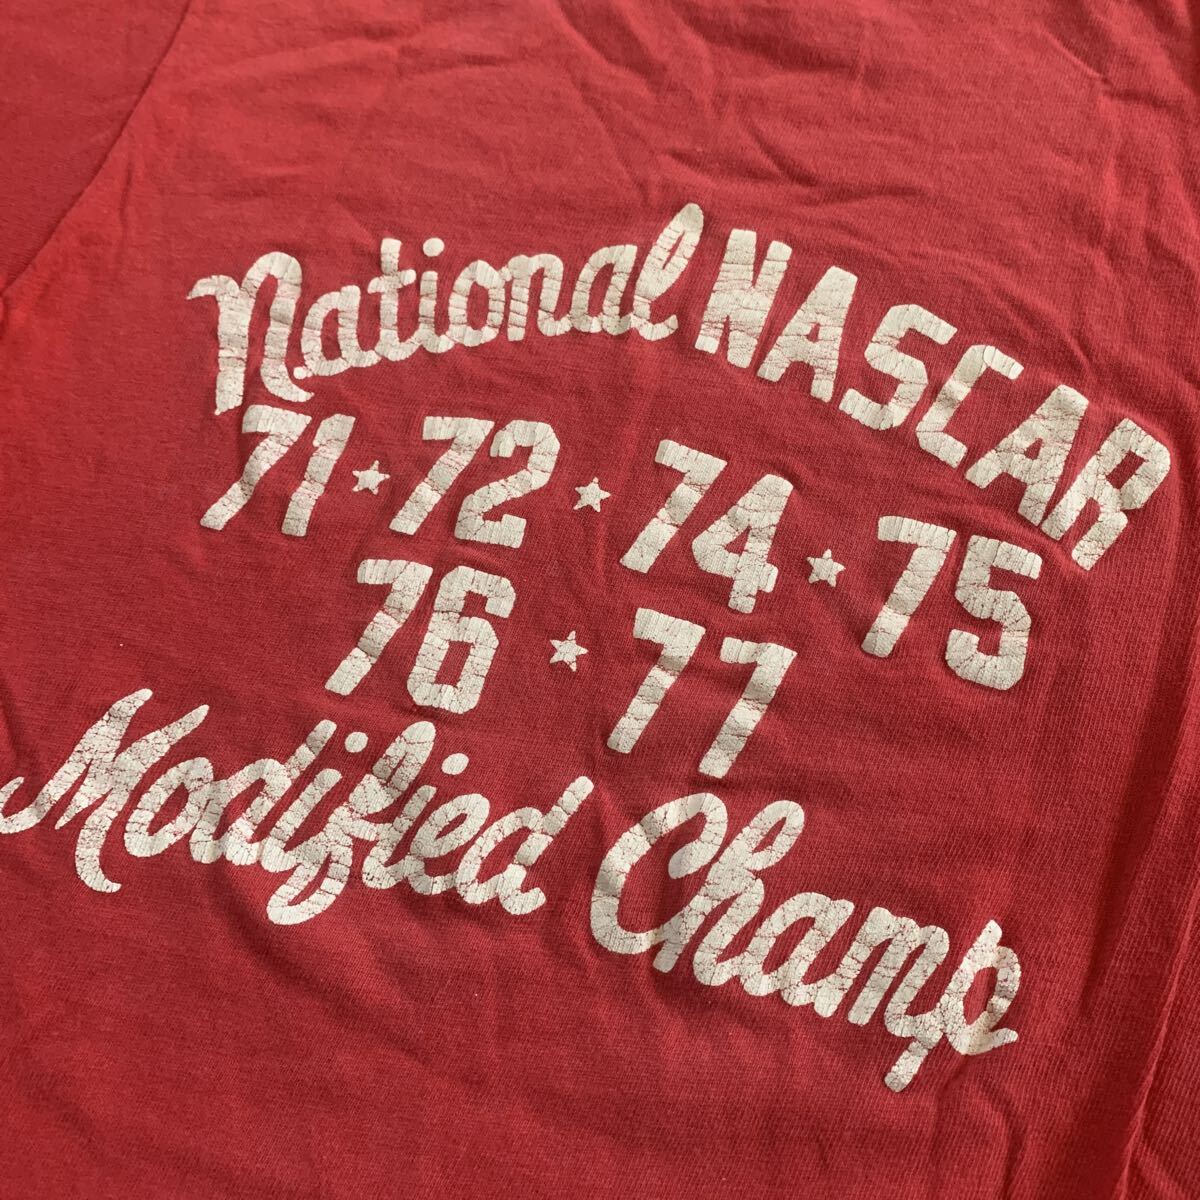 National NASCAR
71 ★ 72 ★ 74 ★ 75
76 ★ 77
Modified Champ